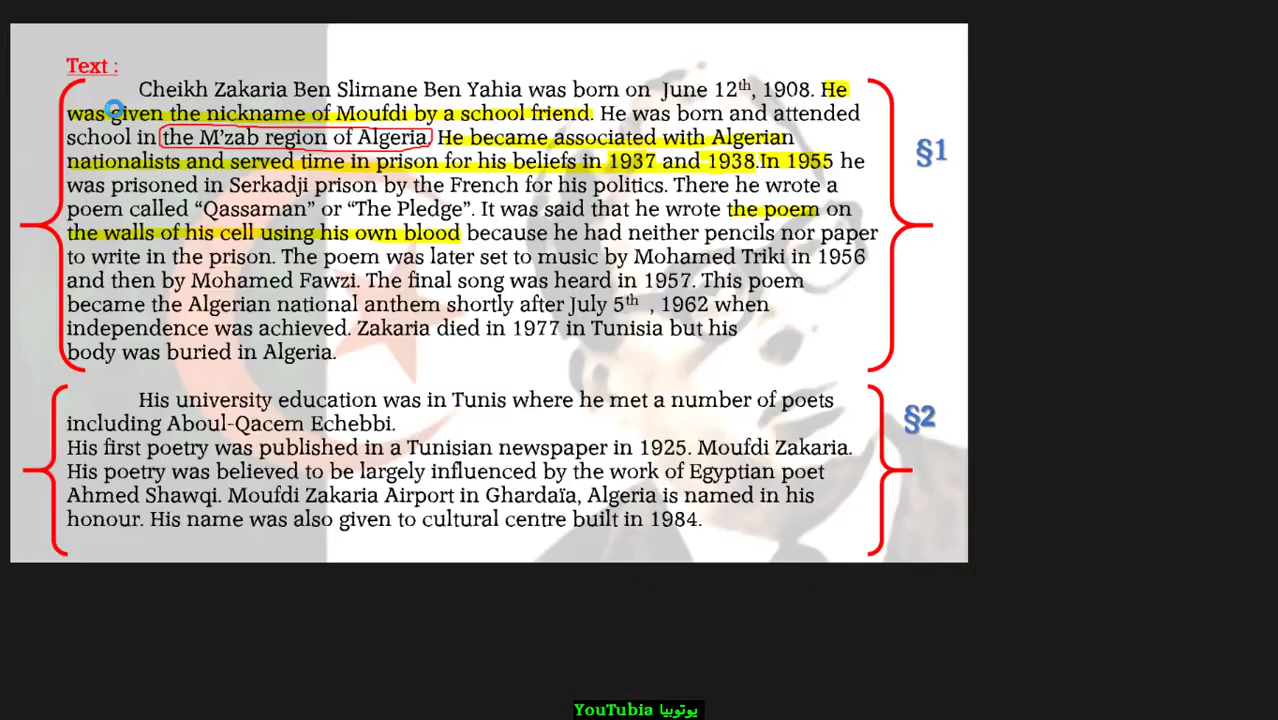 Text :
Cheikh Zakaria Ben Slimane Ben Yahia was born on June 12th, 1908. He
was given the nickname of Moufdi by a school friend. He was born and attended
school in the M'zab region of Algeria. He became associated with Algerian
nationalists and served time in prison for his beliefs in 1937 and 1938.In 1955 he
was prisoned in Serkadji prison by the French for his politics. There he wrote a
poem called “Qassaman” or “The Pledge”. It was said that he wrote the poem on
the walls of his cell using his own blood because he had neither pencils nor paper
to write in the prison. The poem was later set to music by Mohamed Triki in 1956
and then by Mohamed Fawzi. The final song was heard in 1957. This poem
became the Algerian national anthem shortly after July 5th , 1962 when
independence was achieved. Zakaria died in 1977 in Tunisia but his
body was buried in Algeria.
§1
His university education was in Tunis where he met a number of poets
including Aboul-Qacem Echebbi.
His first poetry was published in a Tunisian newspaper in 1925. Moufdi Zakaria.
His poetry was believed to be largely influenced by the work of Egyptian poet
Ahmed Shawqi. Moufdi Zakaria Airport in Ghardaïa, Algeria is named in his
honour. His name was also given to cultural centre built in 1984.
§2
YouTubia يوتوبيا